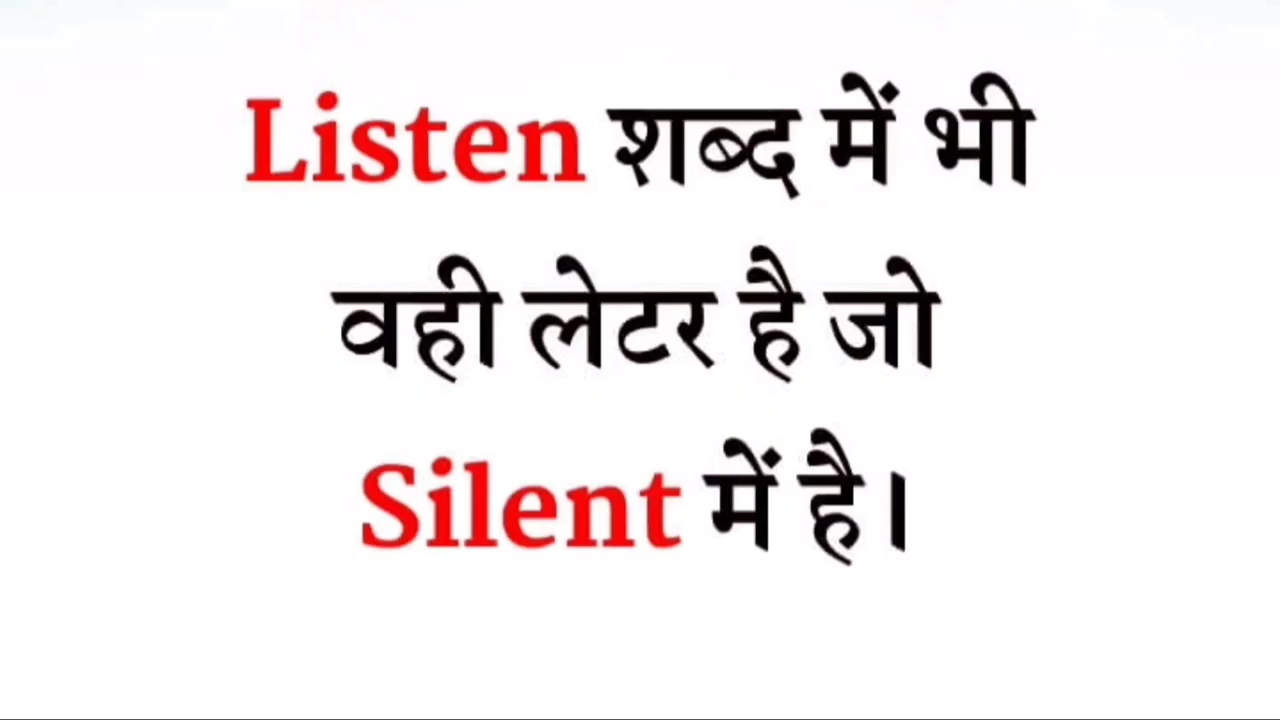 Listen शब्द में भी
वही लेटर है जो
Silent में है।